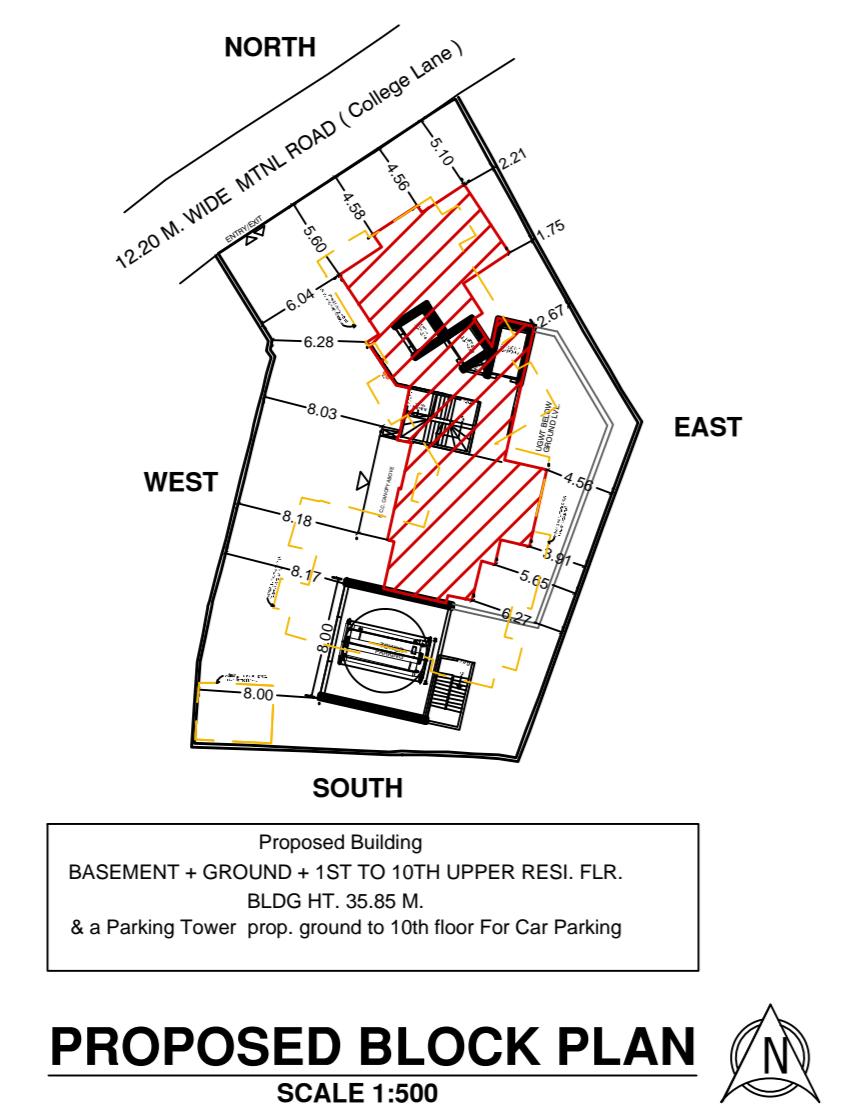 NORTH
12.20 M. WIDE MTNL ROAD ( College Lane )
ENTRY/EXIT
5.10
4.56
4.58
5.60
2.21
1.75
6.04
6.28
2.67
8.03
UGWT BELOW
GROUND LVL
EAST
WEST
C.C. CANOPY ABOVE
4.56
8.18
3.91
8.17
5.65
6.27
8.00
8.00
SOUTH
Proposed Building
BASEMENT + GROUND + 1ST TO 10TH UPPER RESI. FLR.
BLDG HT. 35.85 M.
& a Parking Tower prop. ground to 10th floor For Car Parking
PROPOSED BLOCK PLAN
SCALE 1:500
N